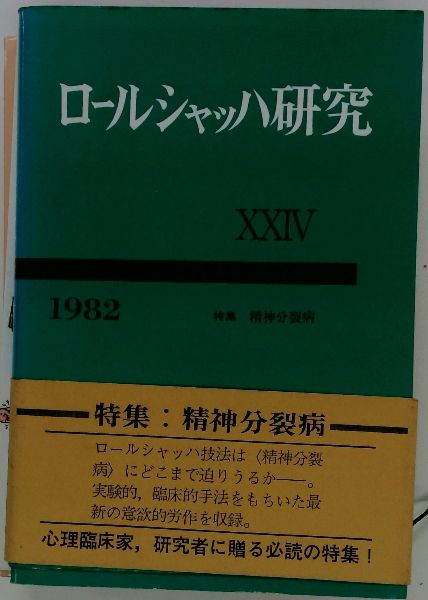 ロールシャッハ研究
XXIV
1982
特集 精神分裂病
特集:精神分裂病
ロールシャッハ技法は〈精神分裂
病〉にどこまで迫りうるか——。
実験的，臨床的手法をもちいた最
新の意欲的労作を収録。
心理臨床家，研究者に贈る必読の特集！